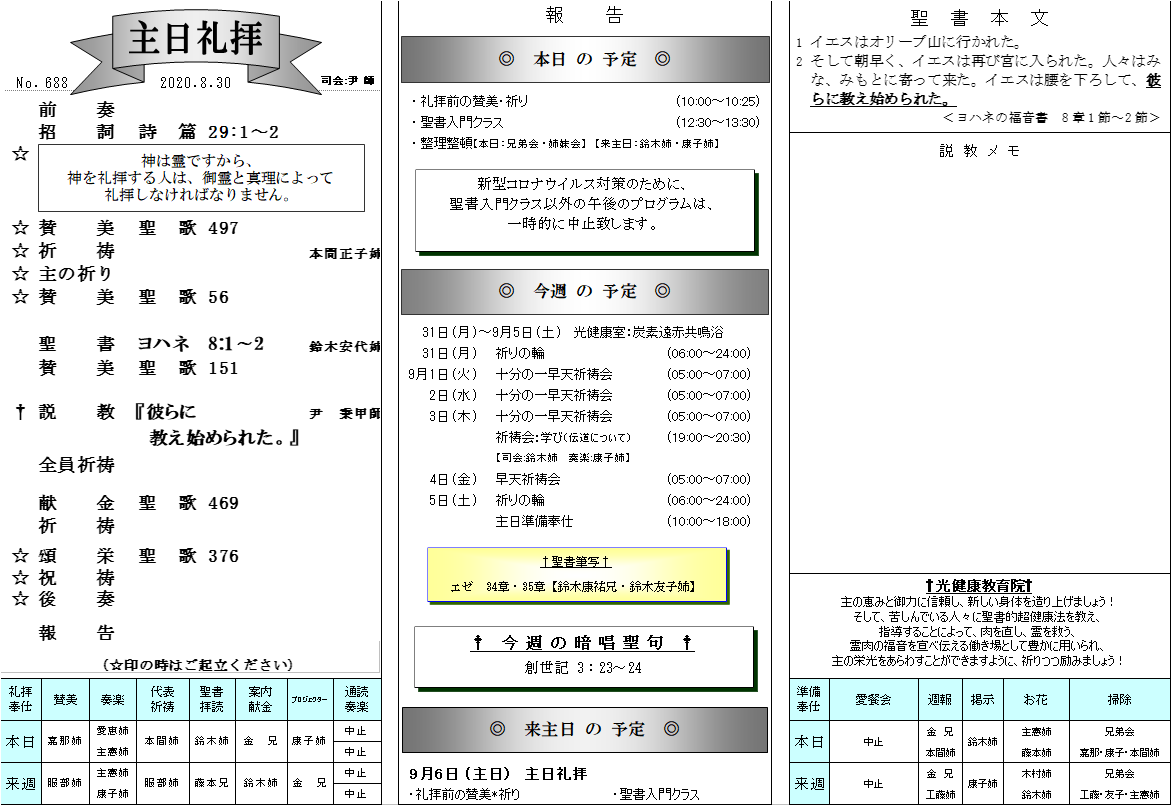 主日礼拝
No. 688
2020.8.30
司会:尹 師
前 奏
招 詞 詩 篇 29:1～2
☆
神は霊ですから、
神を礼拝する人は、御霊と真理によって
礼拝しなければなりません。
☆ 賛 美 聖 歌 497
☆ 祈 祷 本間正子姉
☆ 主の祈り
☆ 賛 美 聖 歌 56
聖 書 ヨハネ 8:1～2 鈴木安代姉
賛 美 聖 歌 151
† 説 教 『彼らに 尹 秉甲師
教え始められた。』
全員祈祷
献 金 聖 歌 469
祈 祷
☆ 頌 栄 聖 歌 376
☆ 祝 祷
☆ 後 奏
報 告
(☆印の時はご起立ください)
礼拝奉仕 賛美 奏楽 代表祈祷 聖書拝読 案内献金 プロジェクター 通読奏楽
本日 嘉那姉 愛恵姉 主憲姉 本間姉 鈴木姉 金 兄 康子姉 中止 中止
来週 服部姉 主憲姉 康子姉 服部姉 藤本兄 鈴木姉 金 兄 中止 中止
報 告
◎ 本日 の 予定 ◎
・礼拝前の賛美・祈り (10:00～10:25)
・聖書入門クラス (12:30～13:30)
・整理整頓【本日：兄弟会・姉妹会】【来主日：鈴木姉・康子姉】
新型コロナウイルス対策のために、
聖書入門クラス以外の午後のプログラムは、
一時的に中止致します。
◎ 今週 の 予定 ◎
31日(月)～9月5日(土) 光健康室：炭素遠赤共鳴浴
31日(月) 祈りの輪 (06:00～24:00)
9月1日(火) 十分の一早天祈祷会 (05:00～07:00)
2日(水) 十分の一早天祈祷会 (05:00～07:00)
3日(木) 十分の一早天祈祷会 (05:00～07:00)
祈祷会：学び(伝道について) (19:00～20:30)
【司会:鈴木姉 奏楽:康子姉】
4日(金) 早天祈祷会 (05:00～07:00)
5日(土) 祈りの輪 (06:00～24:00)
主日準備奉仕 (10:00～18:00)
†聖書筆写†
ェゼ 34章・35章【鈴木康祐兄・鈴木友子姉】
† 今週の暗唱聖句 †
創世記 3：23～24
◎ 来主日 の 予定 ◎
9月6日（主日） 主日礼拝
・礼拝前の賛美*祈り ・聖書入門クラス
聖 書 本 文
1 イエスはオリーブ山に行かれた。
2 そして朝早く、イエスは再び宮に入られた。人々はみ
な、みもとに寄って来た。イエスは腰を下ろして、彼
らに教え始められた。
＜ヨハネの福音書 8章1節～2節＞
説 教 メ モ
†光健康教育院†
主の恵みと御力に信頼し、新しい身体を造り上げましょう！
そして、苦しんでいる人々に聖書的超健康法を教え、
指導することによって、肉を直し、霊を救う、
霊肉の福音を宣べ伝える働き場として豊かに用いられ、
主の栄光をあらわすことができますように、祈りつつ励みましょう！
準備奉仕 愛餐会 週報 掲示 お花 掃除
本日 中止 金 兄 本間姉 鈴木姉 主憲姉 藤本姉 兄弟会 嘉那・康子・本間姉
来週 中止 金 兄 工藤姉 康子姉 木村姉 鈴木姉 兄弟会 工藤・友子・主憲姉